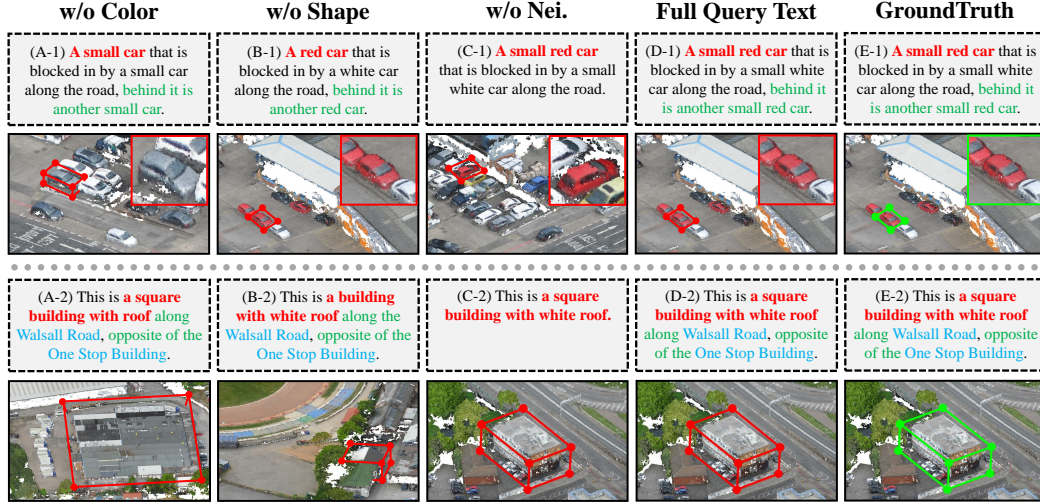 w/o Color
w/o Shape
w/o Nei.
Full Query Text
GroundTruth
(A-1) A small car that is
blocked in by a small car
along the road, behind it is
another small car.
(B-1) A red car that is
blocked in by a white car
along the road, behind it is
another red car.
(C-1) A small red car
that is blocked in by a small
white car along the road.
(D-1) A small red car that is
blocked in by a small white
car along the road, behind it
is another small red car.
(E-1) A small red car that is
blocked in by a small white
car along the road, behind it
is another small red car.
(A-2) This is a square
building with roof along
Walsall Road, opposite of the
One Stop Building.
(B-2) This is a building
with white roof along the
Walsall Road, opposite of the
One Stop Building.
(C-2) This is a square
building with white roof.
(D-2) This is a square
building with white roof
along Walsall Road, opposite
of the One Stop Building.
(E-2) This is a square
building with white roof
along Walsall Road, opposite
of the One Stop Building.